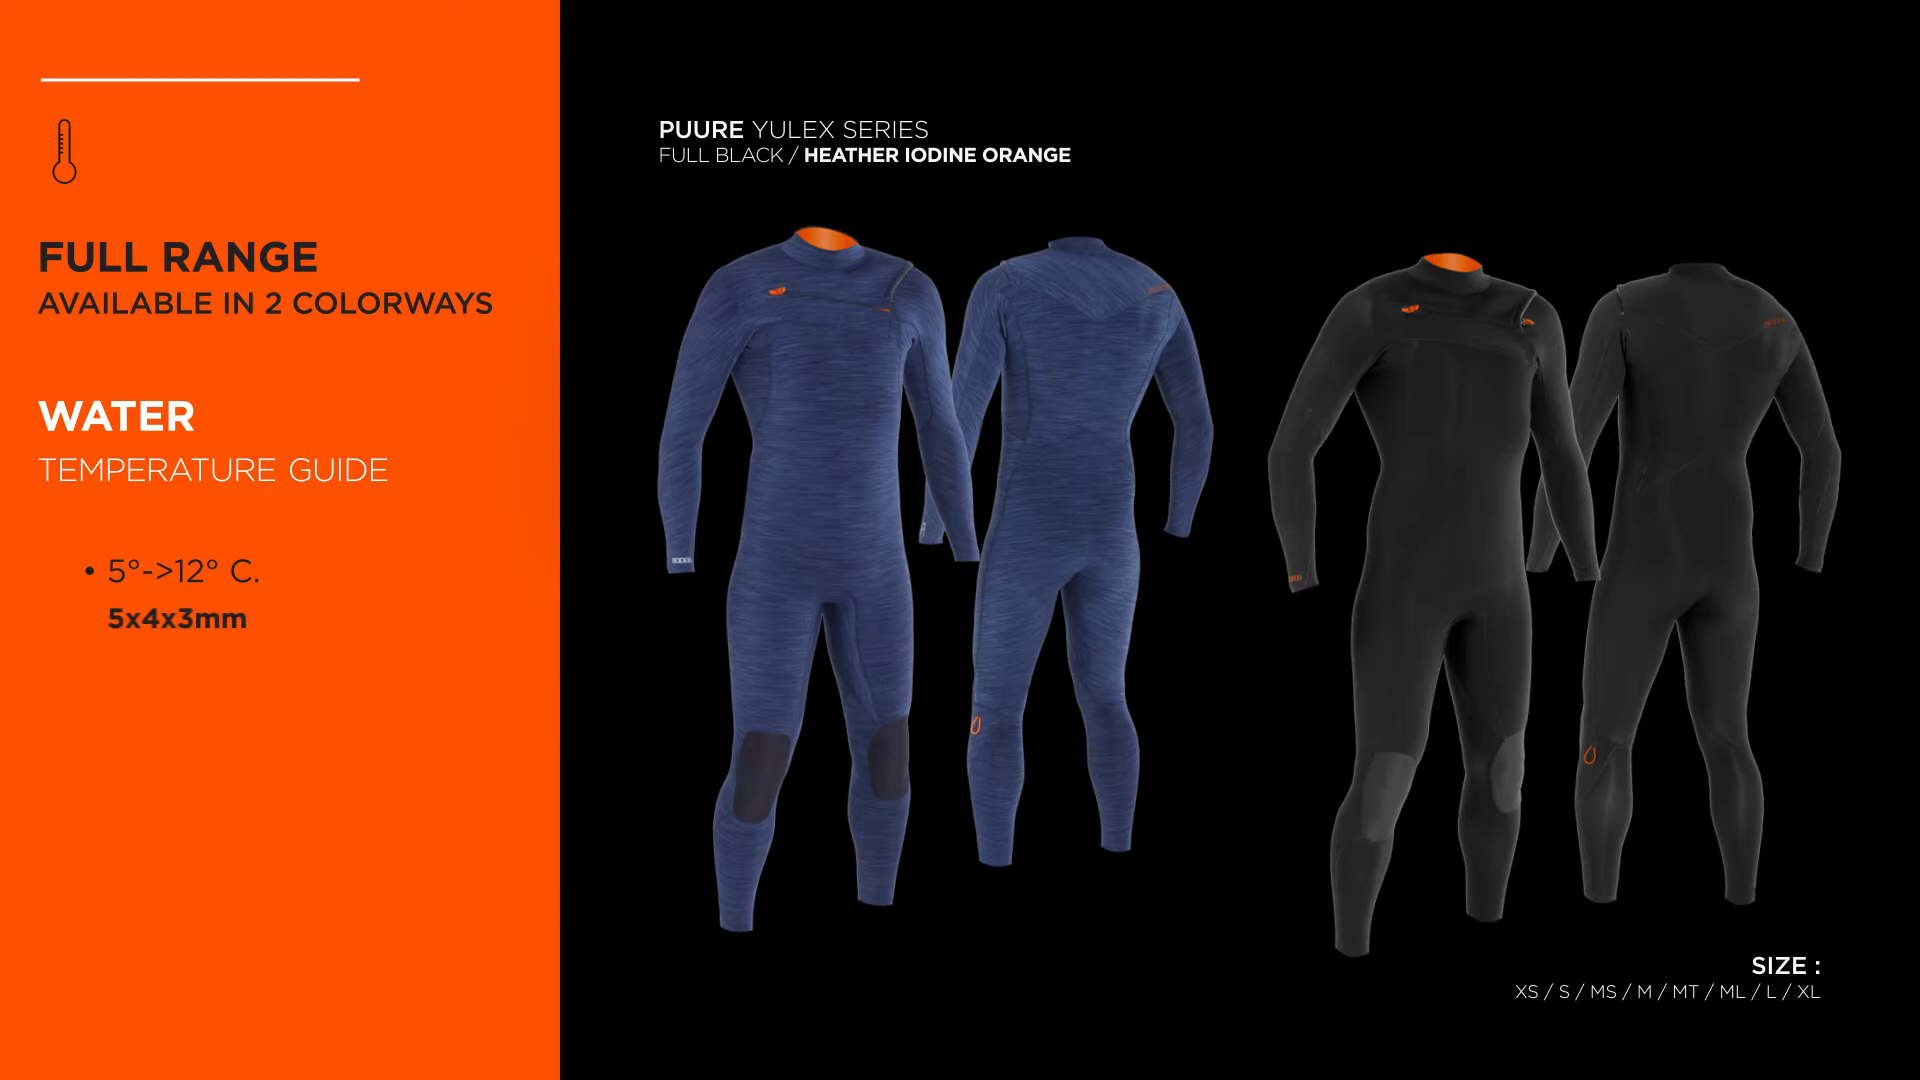 FULL RANGE
AVAILABLE IN 2 COLORWAYS
WATER
TEMPERATURE GUIDE
• 5°->12° C.
5x4x3mm
PUURE YULEX SERIES
FULL BLACK / HEATHER IODINE ORANGE
SIZE :
XS / S / MS / M / MT / ML / L / XL